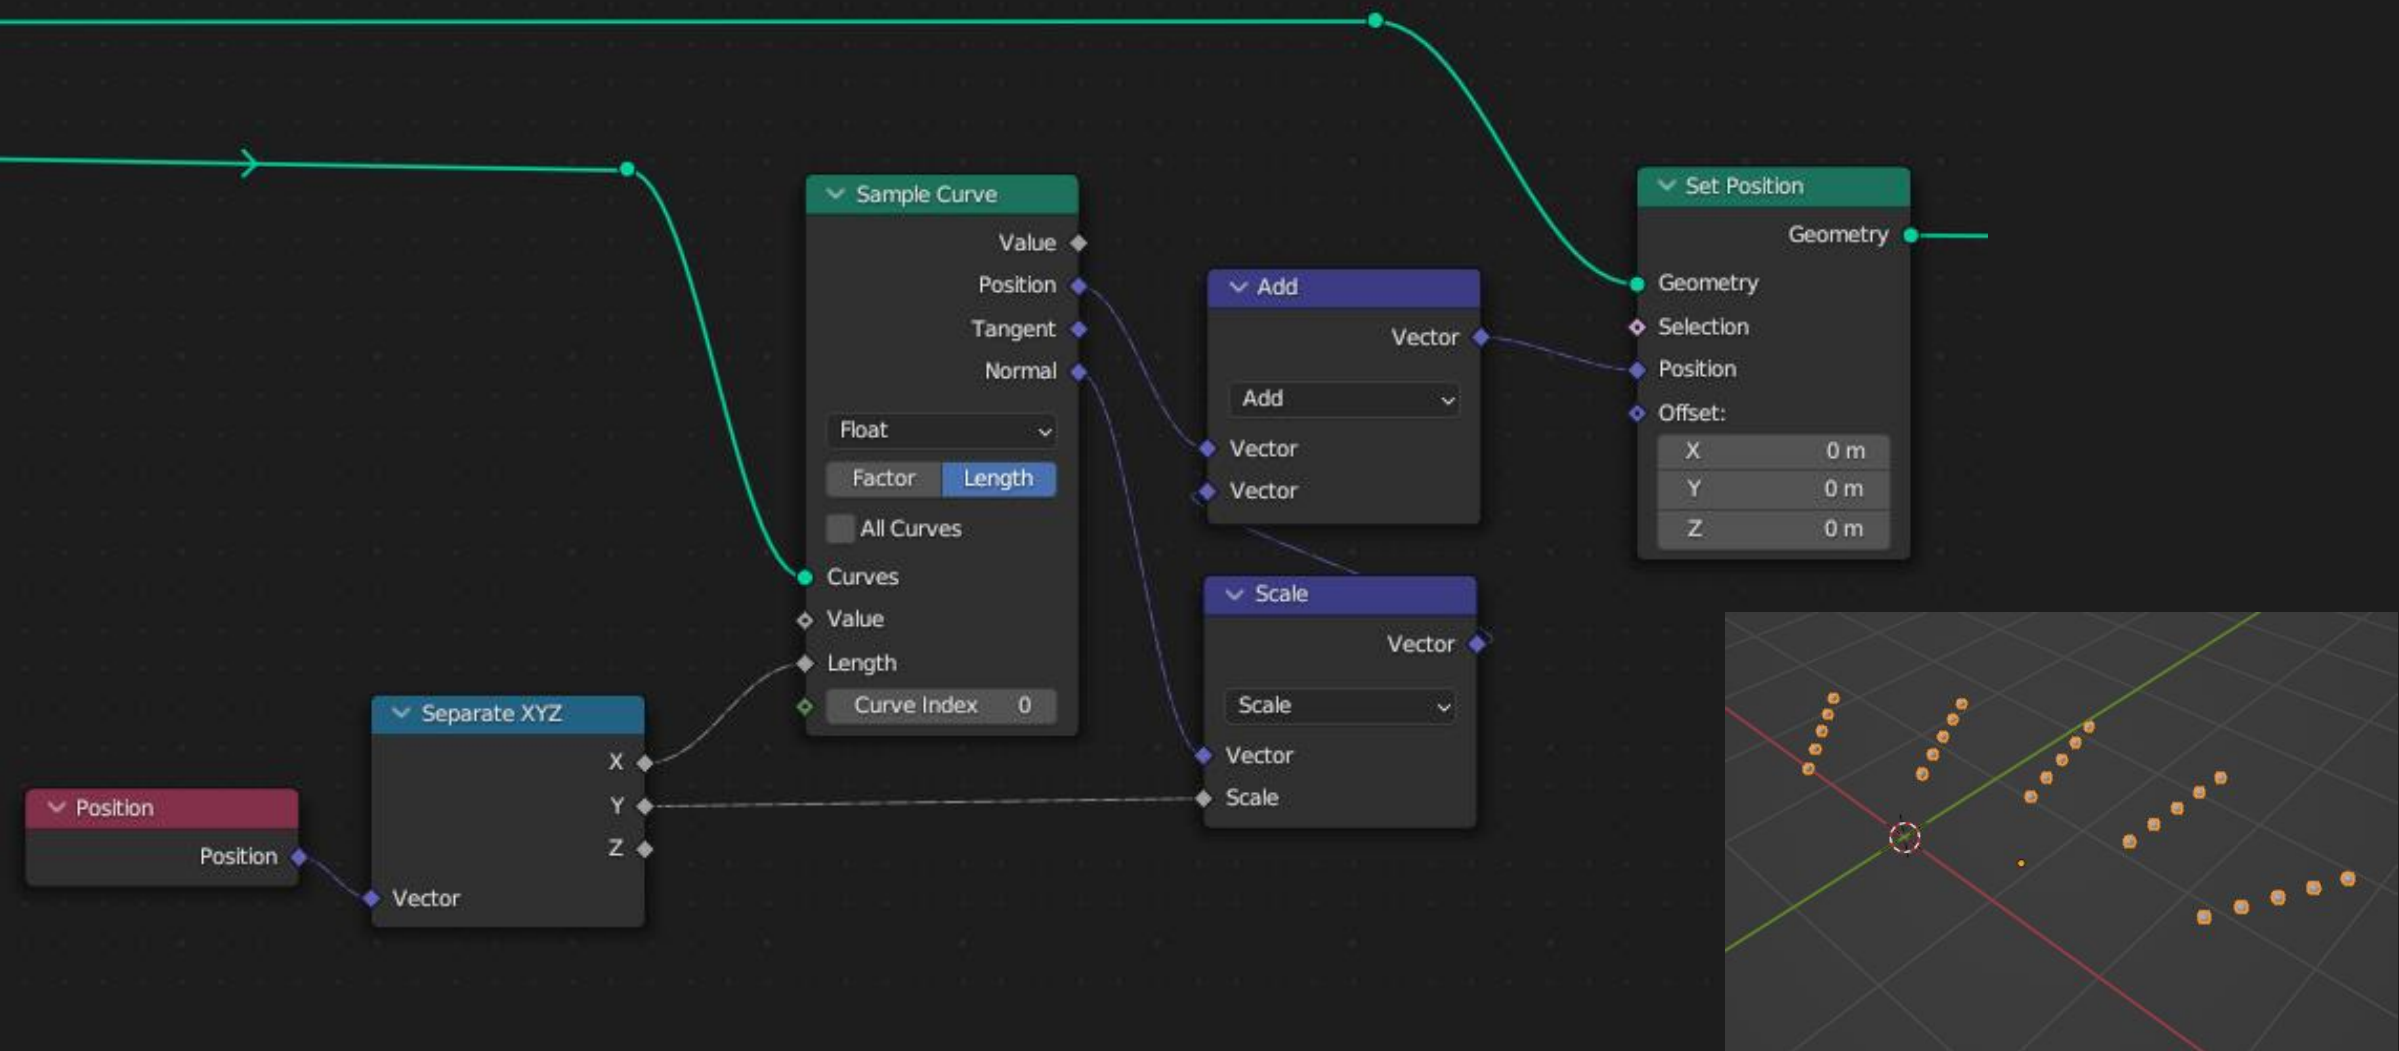 Position
Position
Separate XYZ
X
Y
Z
Vector
Sample Curve
Value
Position
Tangent
Normal
Float
Factor Length
All Curves
Curves
Value
Length
Curve Index 0
Add
Vector
Add
Vector
Vector
Scale
Vector
Scale
Vector
Scale
Set Position
Geometry
Geometry
Selection
Position
Offset:
X 0 m
Y 0 m
Z 0 m